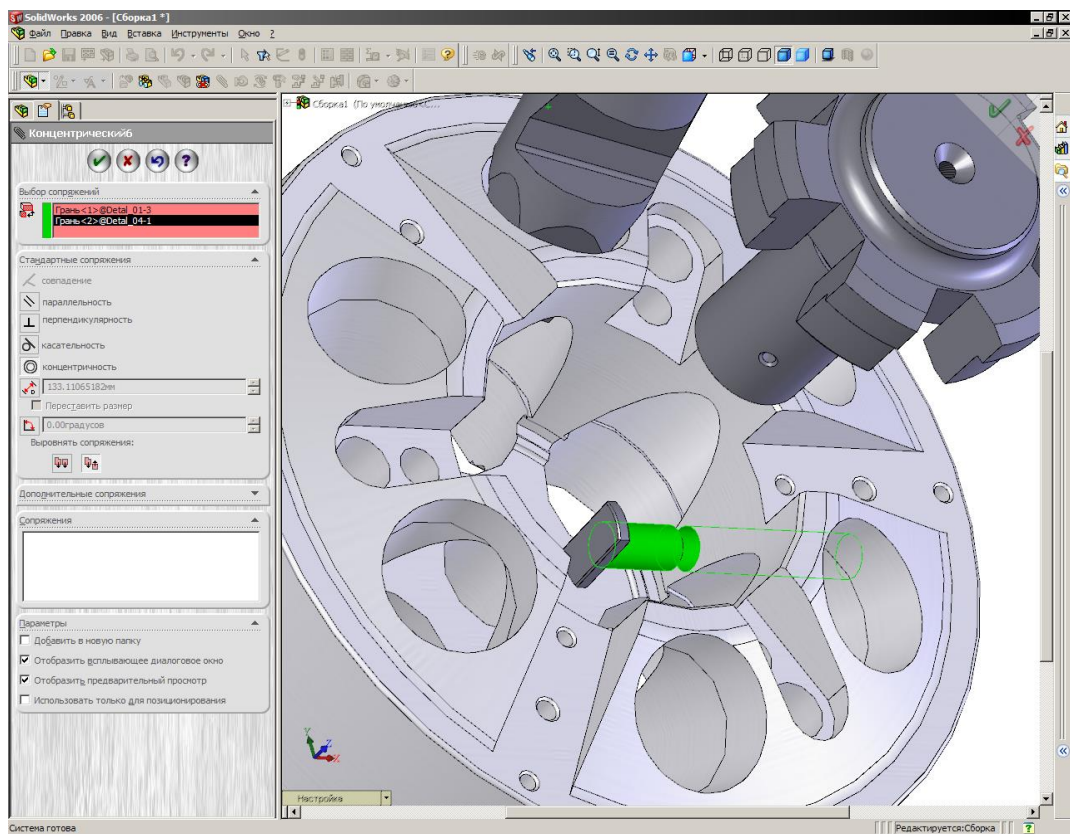 SolidWorks 2006 - [Сборка1 *]
Файл Правка Вид Вставка Инструменты Окно ?
Сборка1 (По умолчанию<С...
Концентрический6
Выбор сопряжений
Грань<1>@Detal_01-3
Грань<2>@Detal_04-1
Стандартные сопряжения
совпадение
параллельность
перпендикулярность
касательность
концентричность
133.11065182мм
Переставить размер
0.00градусов
Выровнять сопряжения:
Дополнительные сопряжения
Сопряжения
Параметры
Добавить в новую папку
Отобразить всплывающее диалоговое окно
Отобразить предварительный просмотр
Использовать только для позиционирования
Y
Z
X
Настройка
Система готова
Редактируется:Сборка